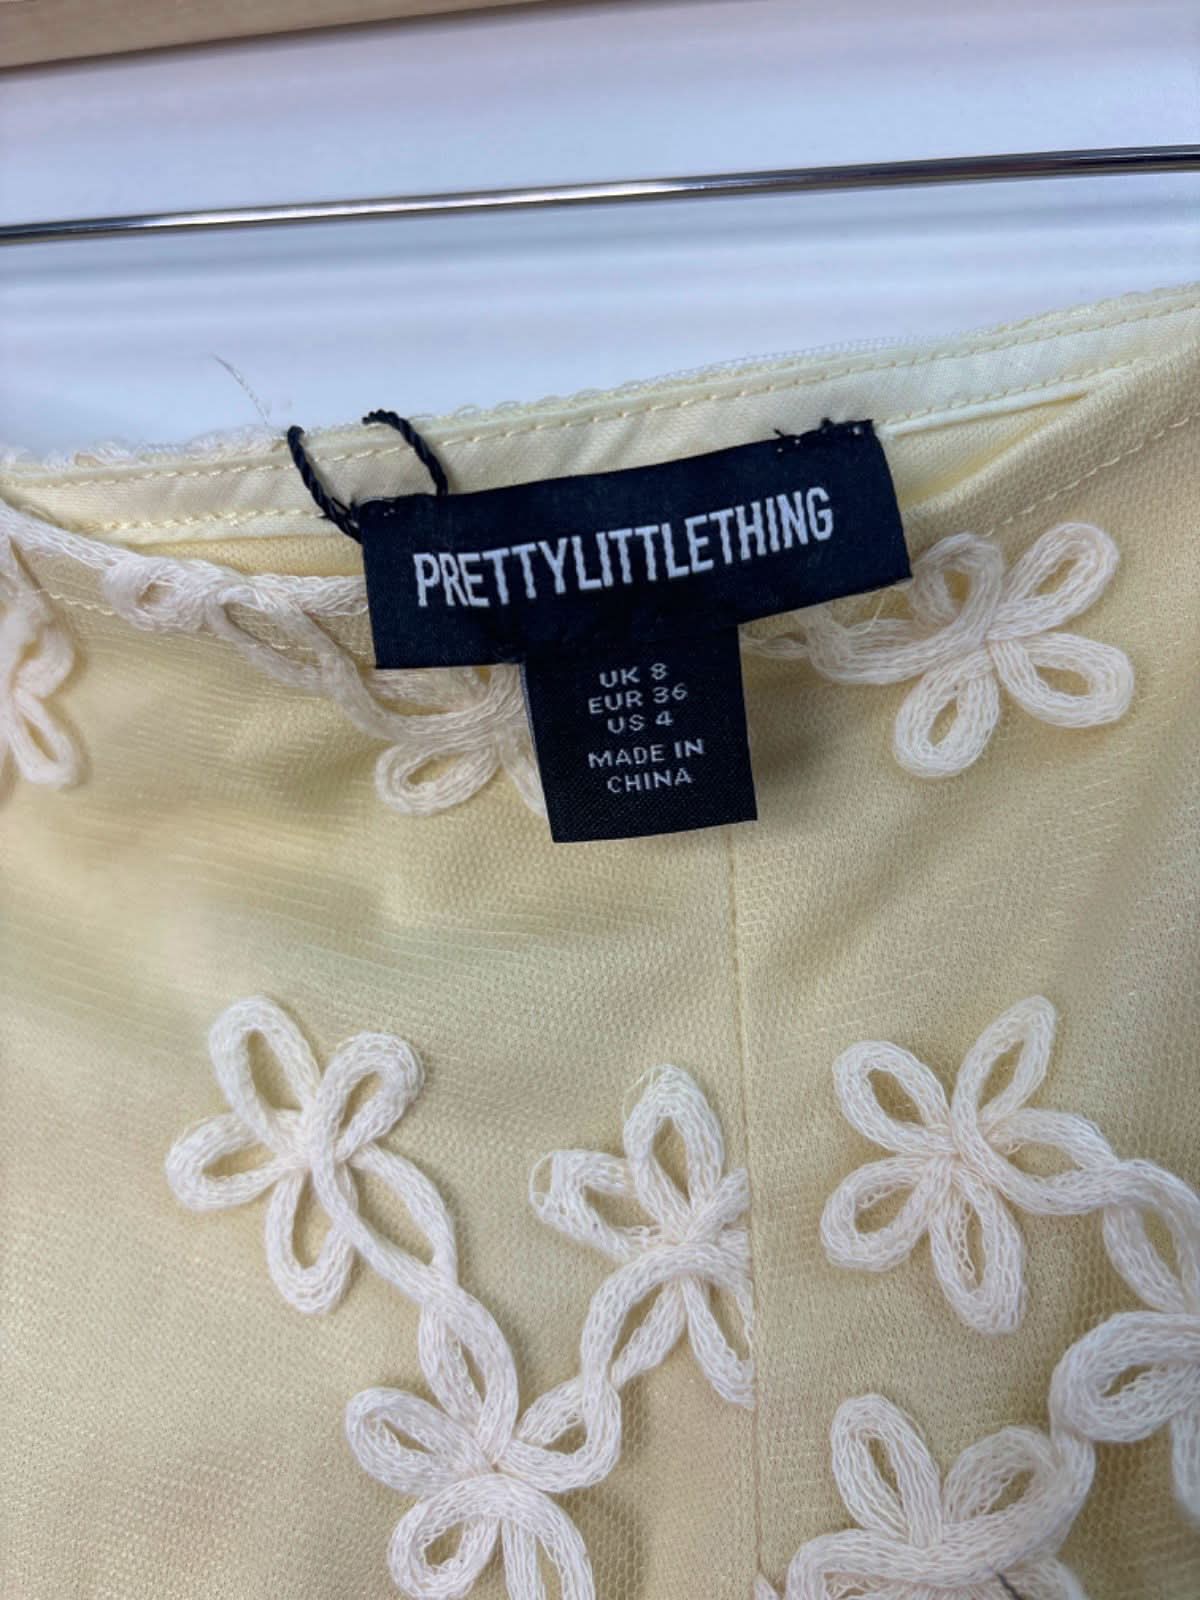 PRETTYLITTLETHING
UK 8
EUR 36
US 4
MADE IN
CHINA